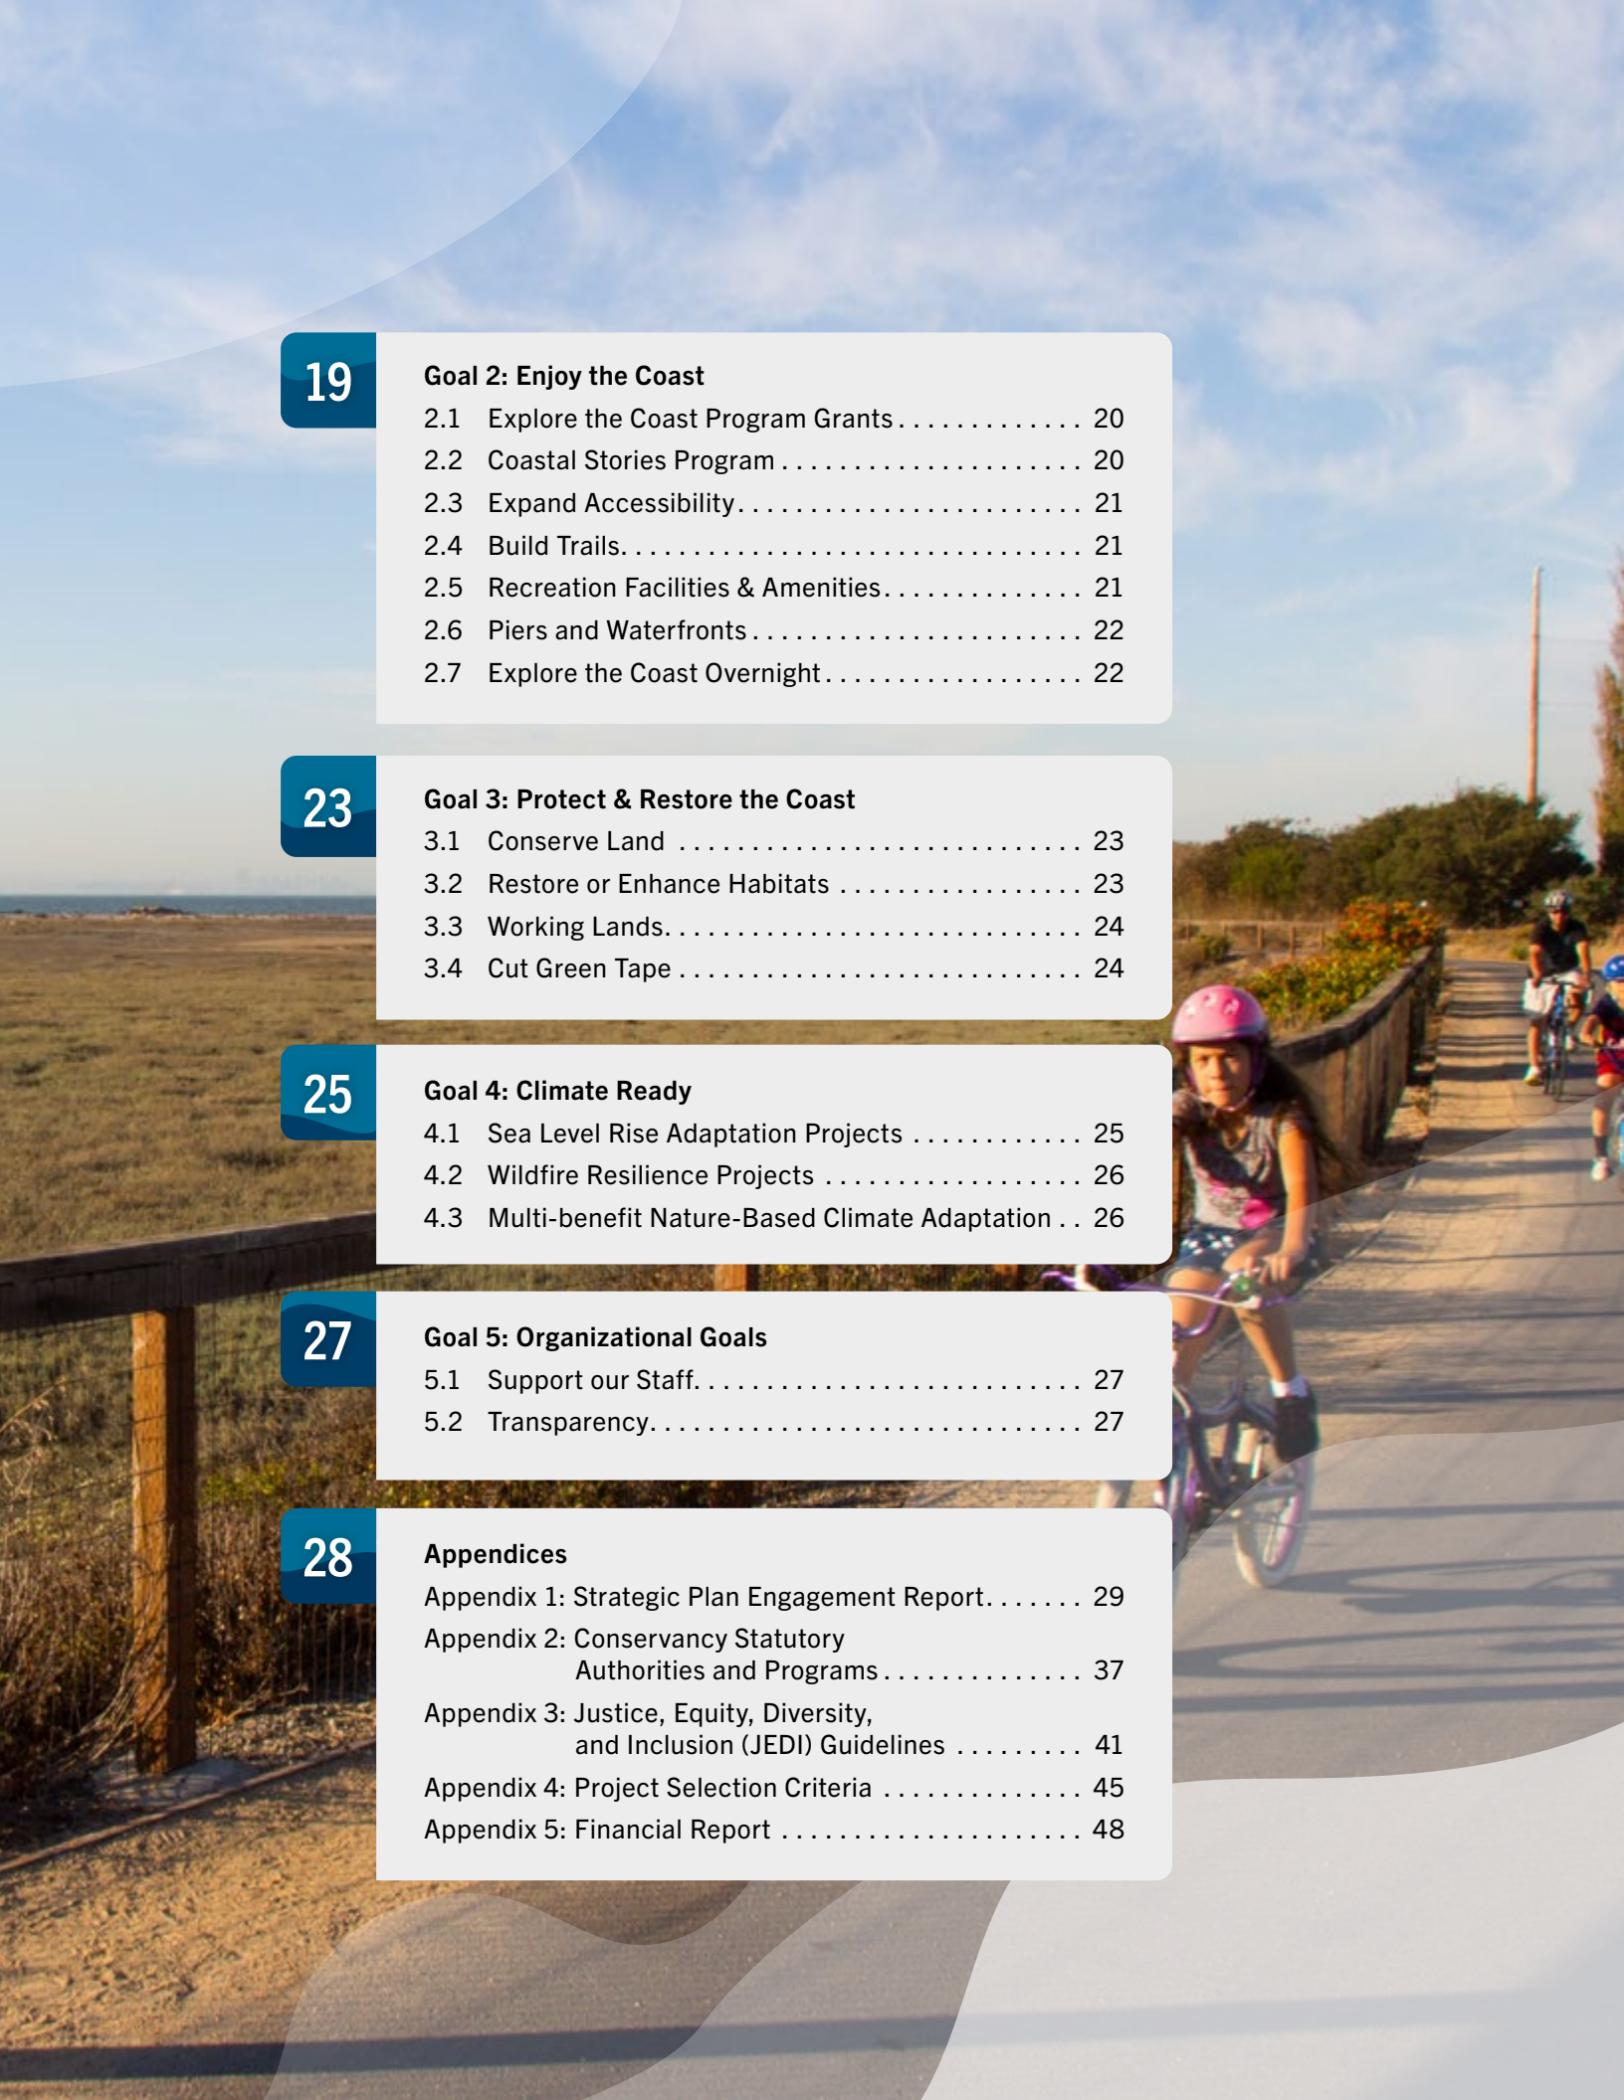 19
Goal 2: Enjoy the Coast
2.1 Explore the Coast Program Grants. . . . . . . . . . . . . 20
2.2 Coastal Stories Program . . . . . . . . . . . . . . . . . . . . . 20
2.3 Expand Accessibility. . . . . . . . . . . . . . . . . . . . . . . . 21
2.4 Build Trails. . . . . . . . . . . . . . . . . . . . . . . . . . . . . . . . 21
2.5 Recreation Facilities & Amenities. . . . . . . . . . . . . . 21
2.6 Piers and Waterfronts . . . . . . . . . . . . . . . . . . . . . . . 22
2.7 Explore the Coast Overnight . . . . . . . . . . . . . . . . . . 22
23
Goal 3: Protect & Restore the Coast
3.1 Conserve Land . . . . . . . . . . . . . . . . . . . . . . . . . . . . 23
3.2 Restore or Enhance Habitats . . . . . . . . . . . . . . . . . 23
3.3 Working Lands. . . . . . . . . . . . . . . . . . . . . . . . . . . . . 24
3.4 Cut Green Tape . . . . . . . . . . . . . . . . . . . . . . . . . . . . 24
25
Goal 4: Climate Ready
4.1 Sea Level Rise Adaptation Projects . . . . . . . . . . . . 25
4.2 Wildfire Resilience Projects . . . . . . . . . . . . . . . . . . 26
4.3 Multi-benefit Nature-Based Climate Adaptation . . 26
27
Goal 5: Organizational Goals
5.1 Support our Staff. . . . . . . . . . . . . . . . . . . . . . . . . . . 27
5.2 Transparency. . . . . . . . . . . . . . . . . . . . . . . . . . . . . . 27
28
Appendices
Appendix 1: Strategic Plan Engagement Report. . . . . . . 29
Appendix 2: Conservancy Statutory
Authorities and Programs . . . . . . . . . . . . . . 37
Appendix 3: Justice, Equity, Diversity,
and Inclusion (JEDI) Guidelines . . . . . . . . . 41
Appendix 4: Project Selection Criteria . . . . . . . . . . . . . . 45
Appendix 5: Financial Report . . . . . . . . . . . . . . . . . . . . . 48